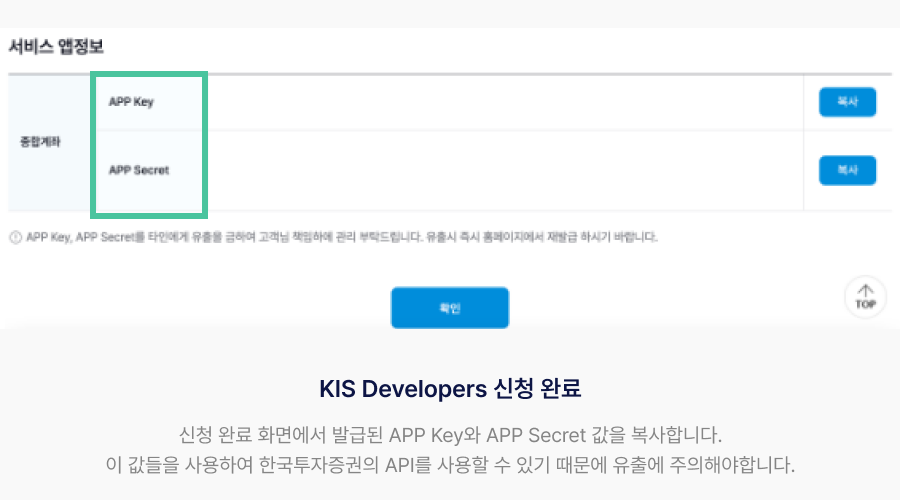 서비스 앱정보
APP Key
복사
종합계좌
APP Secret
복사
APP Key, APP Secret를 타인에게 유출을 금하여 고객님 책임하에 관리 부탁드립니다. 유출시 즉시 홈페이지에서 재발급 하시기 바랍니다.
확인
TOP
KIS Developers 신청 완료
신청 완료 화면에서 발급된 APP Key와 APP Secret 값을 복사합니다.
이 값들을 사용하여 한국투자증권의 API를 사용할 수 있기 때문에 유출에 주의해야합니다.